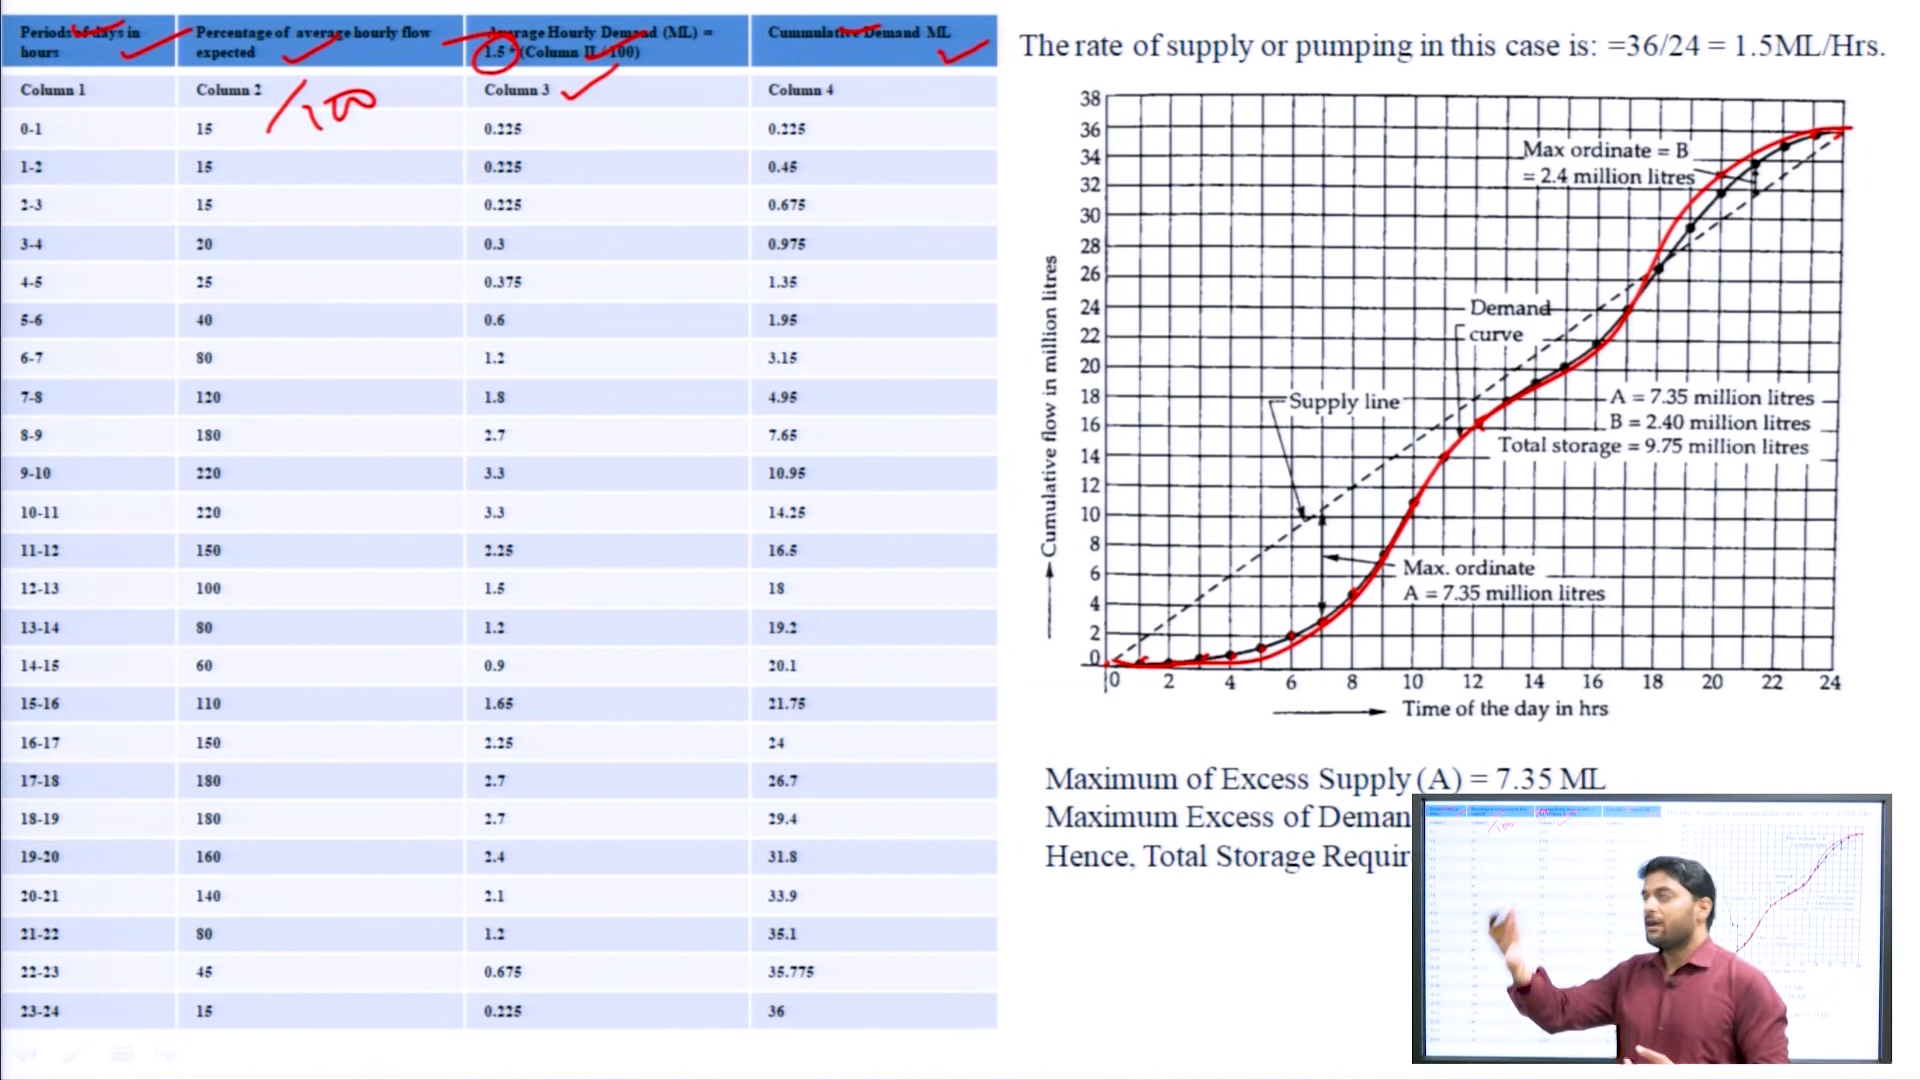 Periods of days in hours | Percentage of average hourly flow expected | Average Hourly Demand (ML) = 1.5 * (Column II / 100) | Cummulative Demand ML
Column 1 | Column 2 | Column 3 | Column 4
/100
0-1 | 15 | 0.225 | 0.225
1-2 | 15 | 0.225 | 0.45
2-3 | 15 | 0.225 | 0.675
3-4 | 20 | 0.3 | 0.975
4-5 | 25 | 0.375 | 1.35
5-6 | 40 | 0.6 | 1.95
6-7 | 80 | 1.2 | 3.15
7-8 | 120 | 1.8 | 4.95
8-9 | 180 | 2.7 | 7.65
9-10 | 220 | 3.3 | 10.95
10-11 | 220 | 3.3 | 14.25
11-12 | 150 | 2.25 | 16.5
12-13 | 100 | 1.5 | 18
13-14 | 80 | 1.2 | 19.2
14-15 | 60 | 0.9 | 20.1
15-16 | 110 | 1.65 | 21.75
16-17 | 150 | 2.25 | 24
17-18 | 180 | 2.7 | 26.7
18-19 | 180 | 2.7 | 29.4
19-20 | 160 | 2.4 | 31.8
20-21 | 140 | 2.1 | 33.9
21-22 | 80 | 1.2 | 35.1
22-23 | 45 | 0.675 | 35.775
23-24 | 15 | 0.225 | 36
The rate of supply or pumping in this case is: =36/24 = 1.5ML/Hrs.
38
36
34
32
30
28
26
24
22
20
18
16
14
12
10
8
6
4
2
0
Cumulative flow in million litres
Max ordinate = B
= 2.4 million litres
Demand
curve
Supply line
A = 7.35 million litres
B = 2.40 million litres
Total storage = 9.75 million litres
Max. ordinate
A = 7.35 million litres
0 2 4 6 8 10 12 14 16 18 20 22 24
Time of the day in hrs
Maximum of Excess Supply (A) = 7.35 ML
Maximum Excess of Deman
Hence, Total Storage Requir